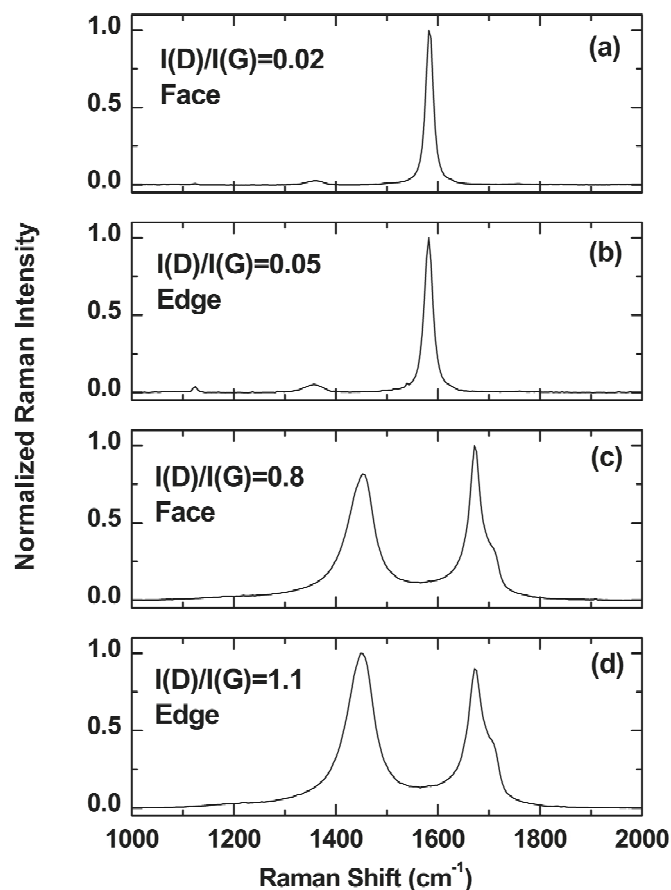 Normalized Raman Intensity
1.0
0.5
0.0
I(D)/I(G)=0.02
Face
(a)
1.0
0.5
0.0
I(D)/I(G)=0.05
Edge
(b)
1.0
0.5
0.0
I(D)/I(G)=0.8
Face
(c)
1.0
0.5
0.0
I(D)/I(G)=1.1
Edge
(d)
1000 1200 1400 1600 1800 2000
Raman Shift (cm⁻¹)